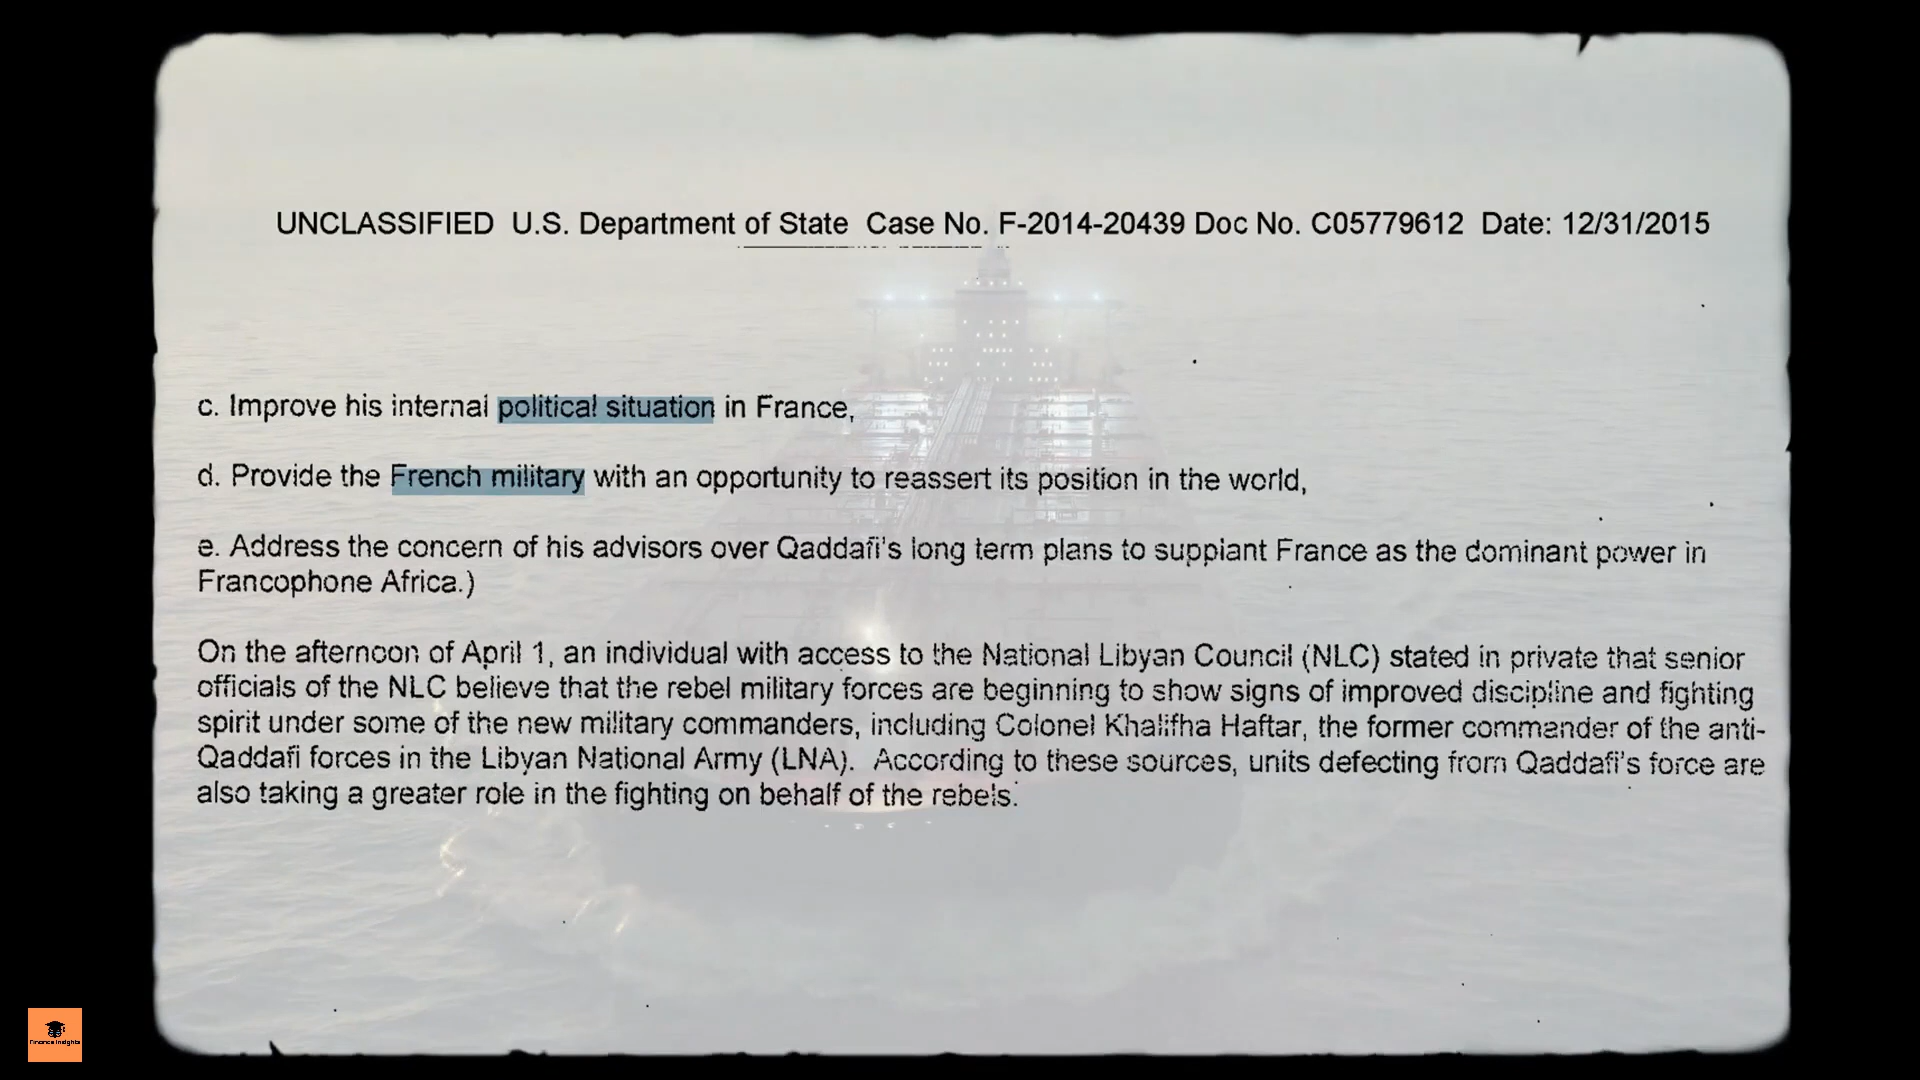 UNCLASSIFIED U.S. Department of State Case No. F-2014-20439 Doc No. C05779612 Date: 12/31/2015
c. Improve his internal political situation in France,
d. Provide the French military with an opportunity to reassert its position in the world,
e. Address the concern of his advisors over Qaddafi's long term plans to supplant France as the dominant power in
Francophone Africa.)
On the afternoon of April 1, an individual with access to the National Libyan Council (NLC) stated in private that senior
officials of the NLC believe that the rebel military forces are beginning to show signs of improved discipline and fighting
spirit under some of the new military commanders, including Colonel Khalifha Haftar, the former commander of the anti-
Qaddafi forces in the Libyan National Army (LNA). According to these sources, units defecting from Qaddafi's force are
also taking a greater role in the fighting on behalf of the rebels.
Finance Insights